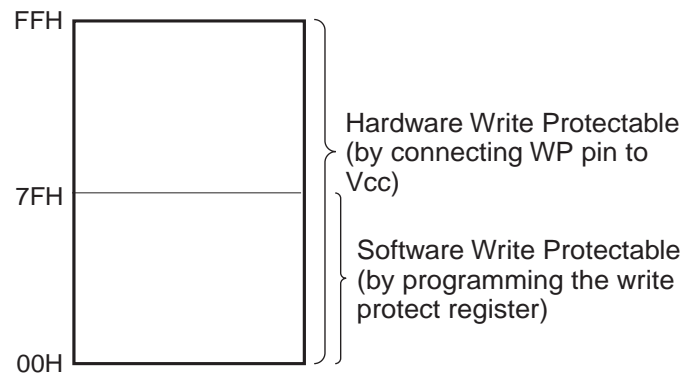 FFH
Hardware Write Protectable
(by connecting WP pin to
Vcc)
7FH
Software Write Protectable
(by programming the write
protect register)
00H